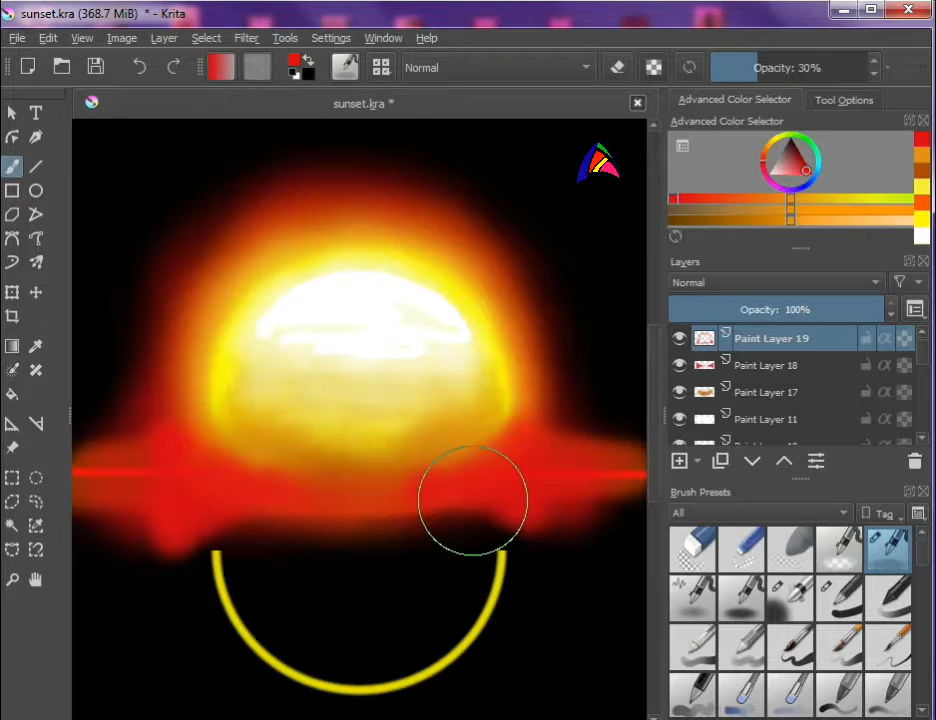 sunset.kra (368.7 MiB) * - Krita
File Edit View Image Layer Select Filter Edit Tools Settings Window Help
Normal
Opacity: 30%
sunset.kra *
Advanced Color Selector
Tool Options
Advanced Color Selector
Layers
Normal
Opacity: 100%
Paint Layer 19
Paint Layer 18
Paint Layer 17
Paint Layer 11
Brush Presets
All
Tag